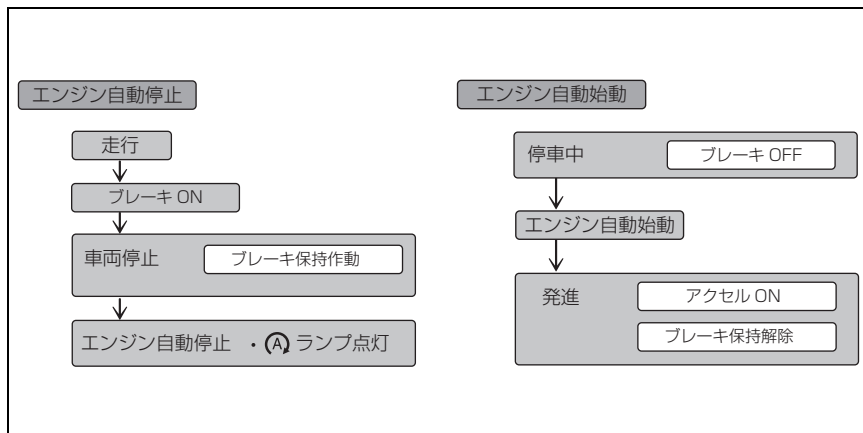 エンジン自動停止
走行
ブレーキ ON
車両停止 ブレーキ保持作動
エンジン自動停止 ・ A ランプ点灯
エンジン自動始動
停車中 ブレーキ OFF
エンジン自動始動
発進 アクセル ON
ブレーキ保持解除